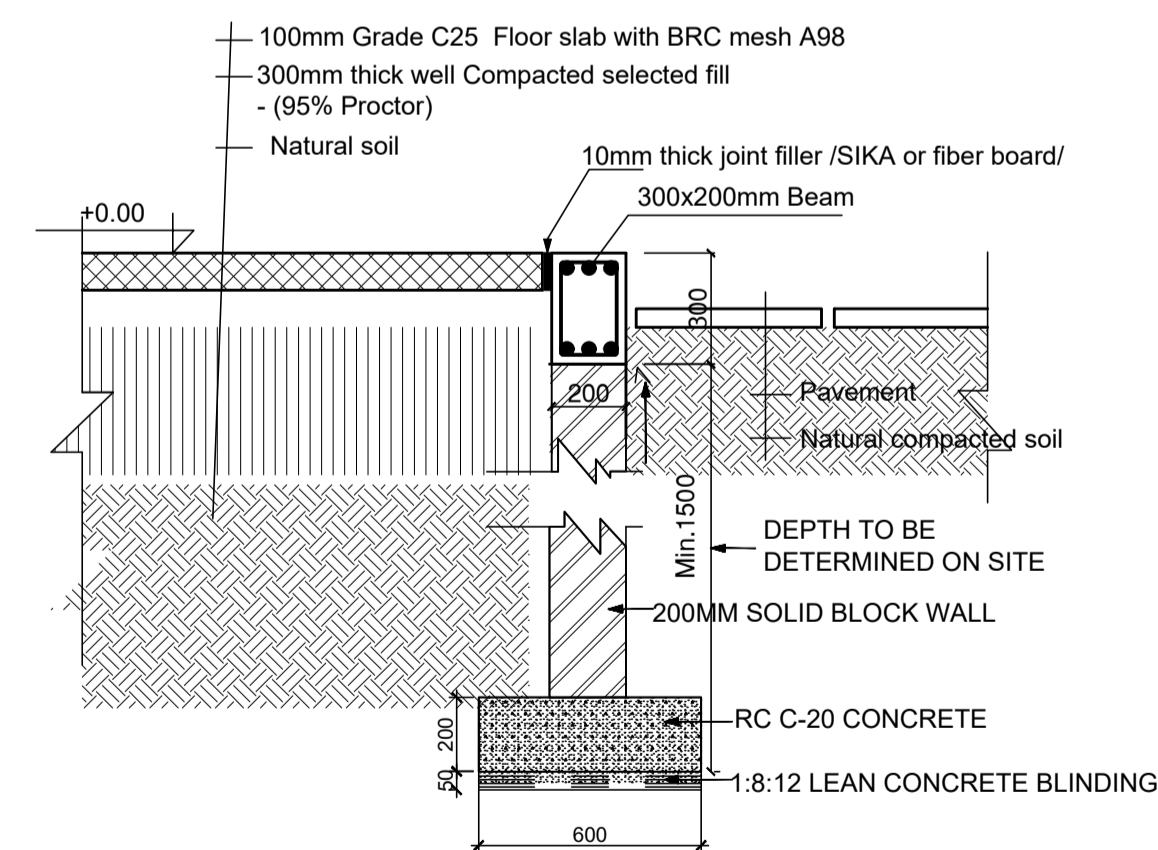 100mm Grade C25 Floor slab with BRC mesh A98
300mm thick well Compacted selected fill
- (95% Proctor)
Natural soil
10mm thick joint filler /SIKA or fiber board/
300x200mm Beam
+0.00
300
200
Pavement
Natural compacted soil
Min.1500
DEPTH TO BE
DETERMINED ON SITE
200MM SOLID BLOCK WALL
200
RC C-20 CONCRETE
50
1:8:12 LEAN CONCRETE BLINDING
600